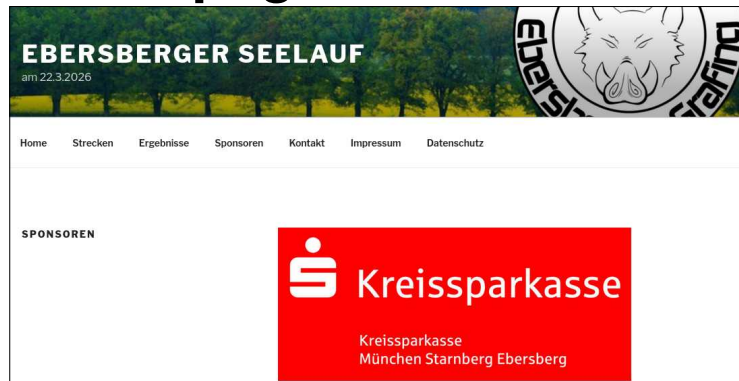 EBERSBERGER SEELAUF
am 22.3.2026
Home Strecken Ergebnisse Sponsoren Kontakt Impressum Datenschutz
SPONSOREN
Kreissparkasse
Kreissparkasse
München Starnberg Ebersberg